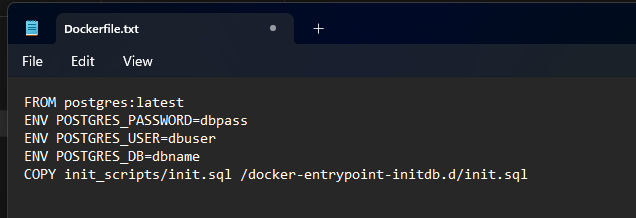 Dockerfile.txt
File Edit View
FROM postgres:latest
ENV POSTGRES_PASSWORD=dbpass
ENV POSTGRES_USER=dbuser
ENV POSTGRES_DB=dbname
COPY init_scripts/init.sql /docker-entrypoint-initdb.d/init.sql